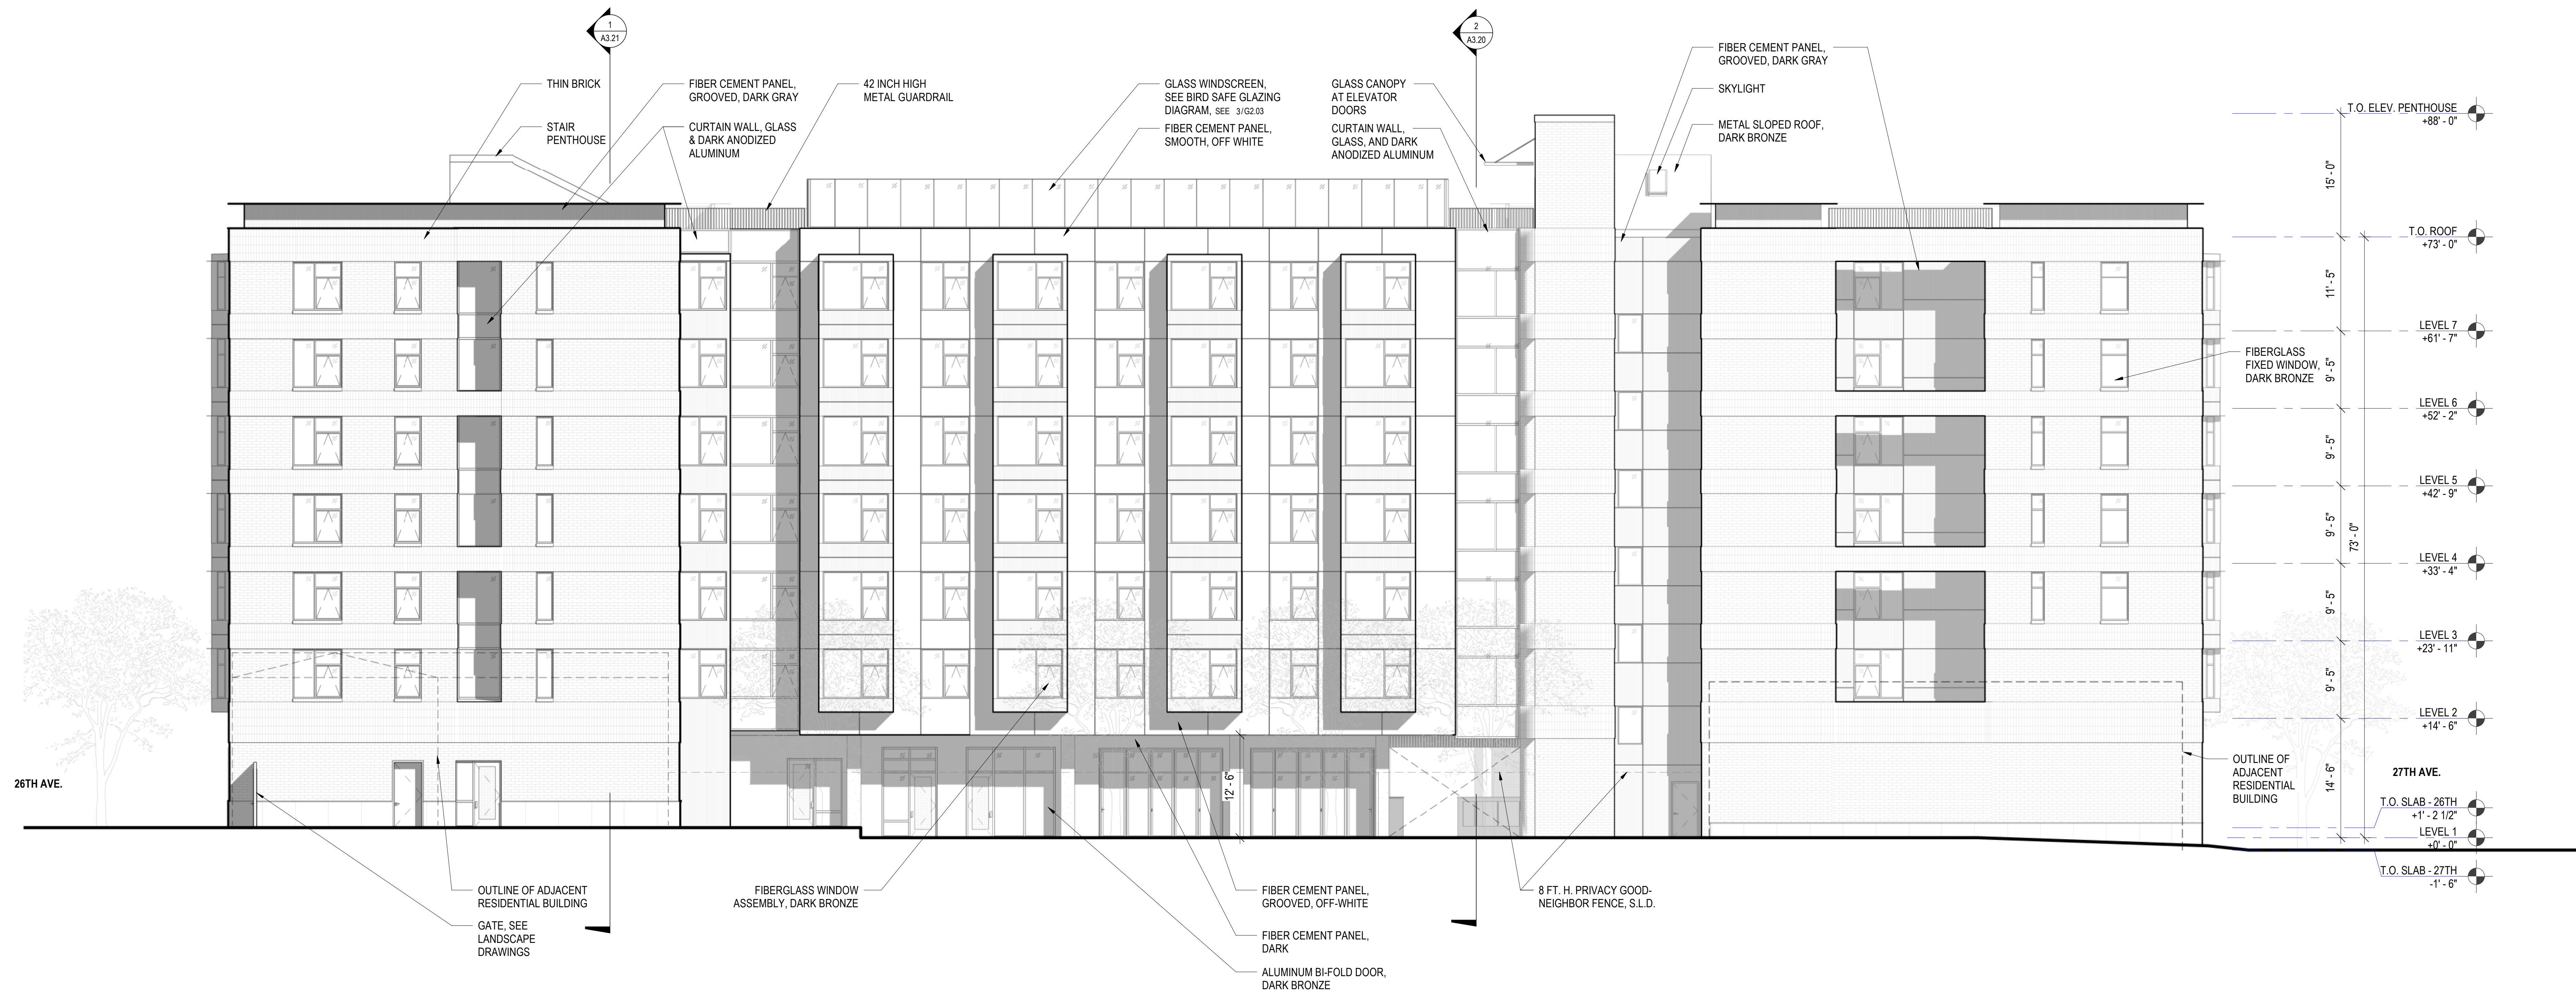 1
A3.21
2
A3.20
THIN BRICK
STAIR
PENTHOUSE
FIBER CEMENT PANEL,
GROOVED, DARK GRAY
CURTAIN WALL, GLASS
& DARK ANODIZED
ALUMINUM
42 INCH HIGH
METAL GUARDRAIL
GLASS WINDSCREEN,
SEE BIRD SAFE GLAZING
DIAGRAM, SEE 3/G2.03
FIBER CEMENT PANEL,
SMOOTH, OFF WHITE
GLASS CANOPY
AT ELEVATOR
DOORS
CURTAIN WALL,
GLASS, AND DARK
ANODIZED ALUMINUM
FIBER CEMENT PANEL,
GROOVED, DARK GRAY
SKYLIGHT
METAL SLOPED ROOF,
DARK BRONZE
T.O. ELEV. PENTHOUSE
+88' - 0"
15' - 0"
T.O. ROOF
+73' - 0"
11' - 5"
LEVEL 7
+61' - 7"
FIBERGLASS
FIXED WINDOW,
DARK BRONZE
9' - 5"
LEVEL 6
+52' - 2"
9' - 5"
LEVEL 5
+42' - 9"
9' - 5"
73' - 0"
LEVEL 4
+33' - 4"
9' - 5"
LEVEL 3
+23' - 11"
9' - 5"
LEVEL 2
+14' - 6"
14' - 6"
OUTLINE OF
ADJACENT
RESIDENTIAL
BUILDING
26TH AVE.
27TH AVE.
12' - 6"
T.O. SLAB - 26TH
+1' - 2 1/2"
LEVEL 1
+0' - 0"
T.O. SLAB - 27TH
-1' - 6"
OUTLINE OF ADJACENT
RESIDENTIAL BUILDING
GATE, SEE
LANDSCAPE
DRAWINGS
FIBERGLASS WINDOW
ASSEMBLY, DARK BRONZE
FIBER CEMENT PANEL,
GROOVED, OFF-WHITE
FIBER CEMENT PANEL,
DARK
ALUMINUM BI-FOLD DOOR,
DARK BRONZE
8 FT. H. PRIVACY GOOD-
NEIGHBOR FENCE, S.L.D.